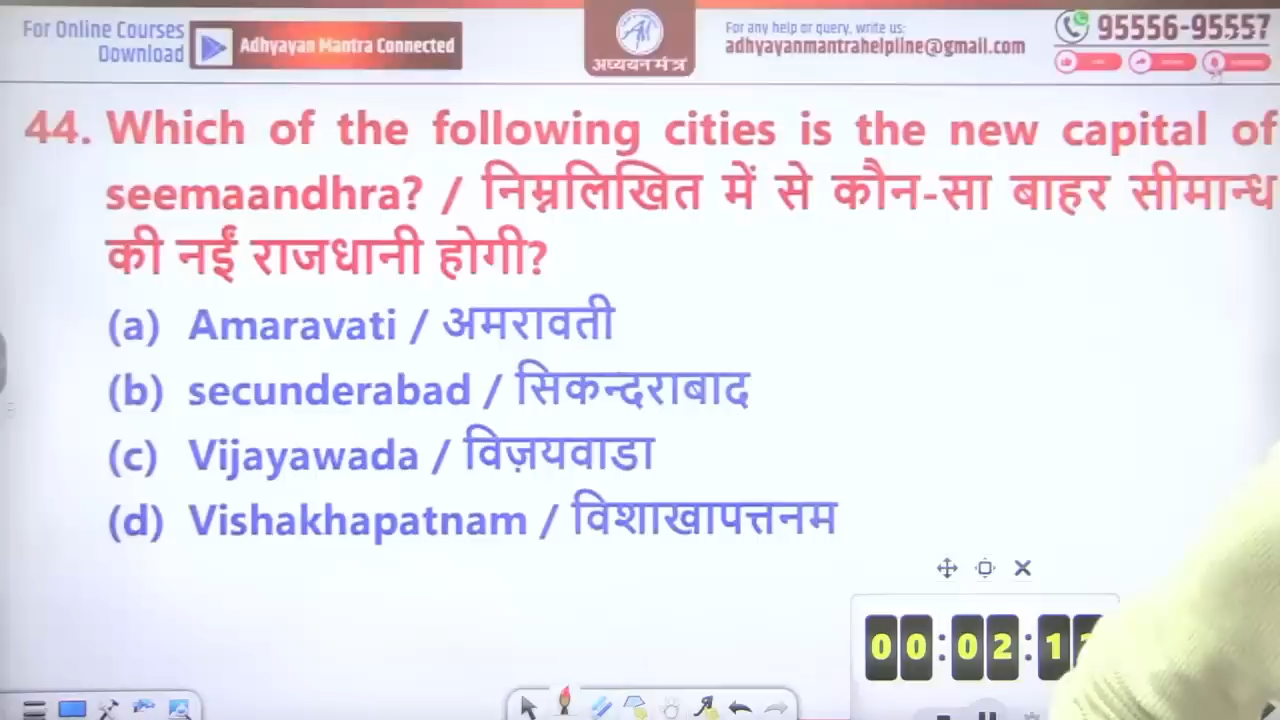 For Online Courses
Download
Adhyayan Mantra Connected
अध्ययन मंत्र
For any help or query, write us:
adhyayanmantrahelpline@gmail.com
95556-95557
44. Which of the following cities is the new capital of
seemaandhra? / निम्नलिखित में से कौन-सा बाहर सीमान्ध
की नईं राजधानी होगी?
(a) Amaravati / अमरावती
(b) secunderabad / सिकन्दराबाद
(c) Vijayawada / विज़यवाडा
(d) Vishakhapatnam / विशाखापत्तनम
00:02:1